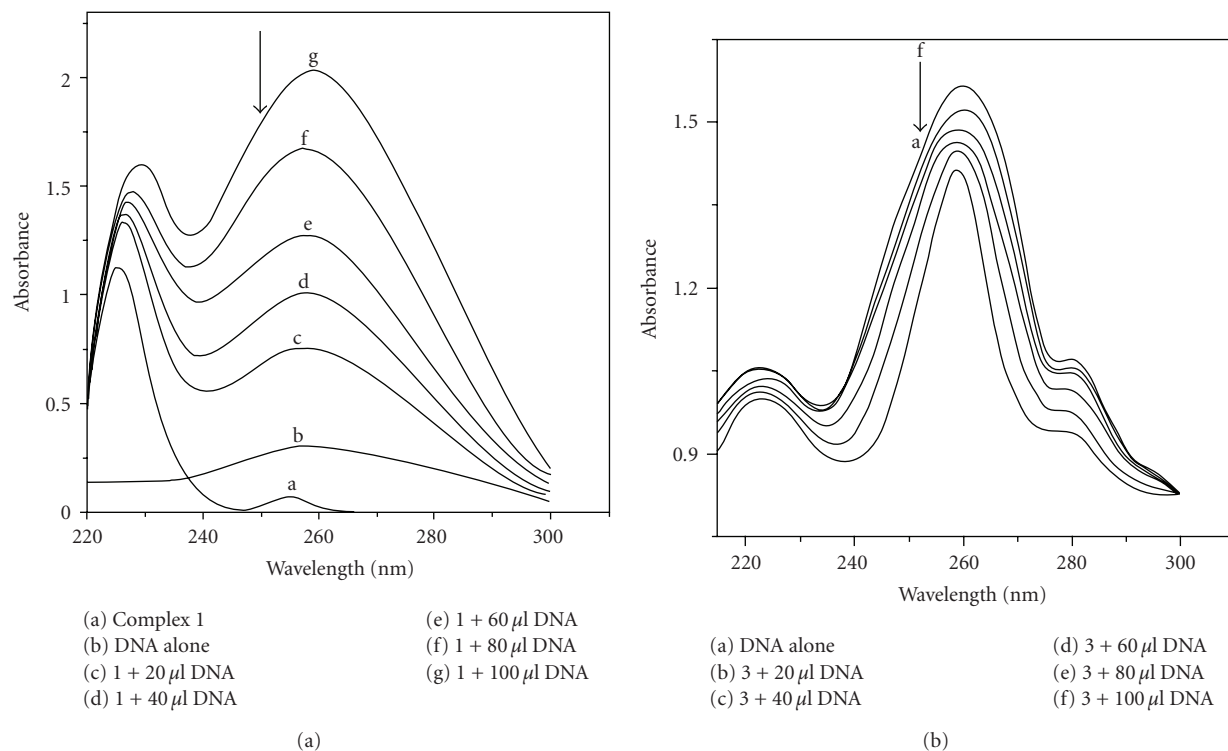 2
1.5
1
0.5
0
220
240
260
280
300
Absorbance
Wavelength (nm)
g
f
e
d
c
b
a
(a) Complex 1
(b) DNA alone
(c) 1 + 20 μl DNA
(d) 1 + 40 μl DNA
(e) 1 + 60 μl DNA
(f) 1 + 80 μl DNA
(g) 1 + 100 μl DNA
(a)
f
a
1.5
1.2
0.9
220
240
260
280
300
Absorbance
Wavelength (nm)
(a) DNA alone
(b) 3 + 20 μl DNA
(c) 3 + 40 μl DNA
(d) 3 + 60 μl DNA
(e) 3 + 80 μl DNA
(f) 3 + 100 μl DNA
(b)